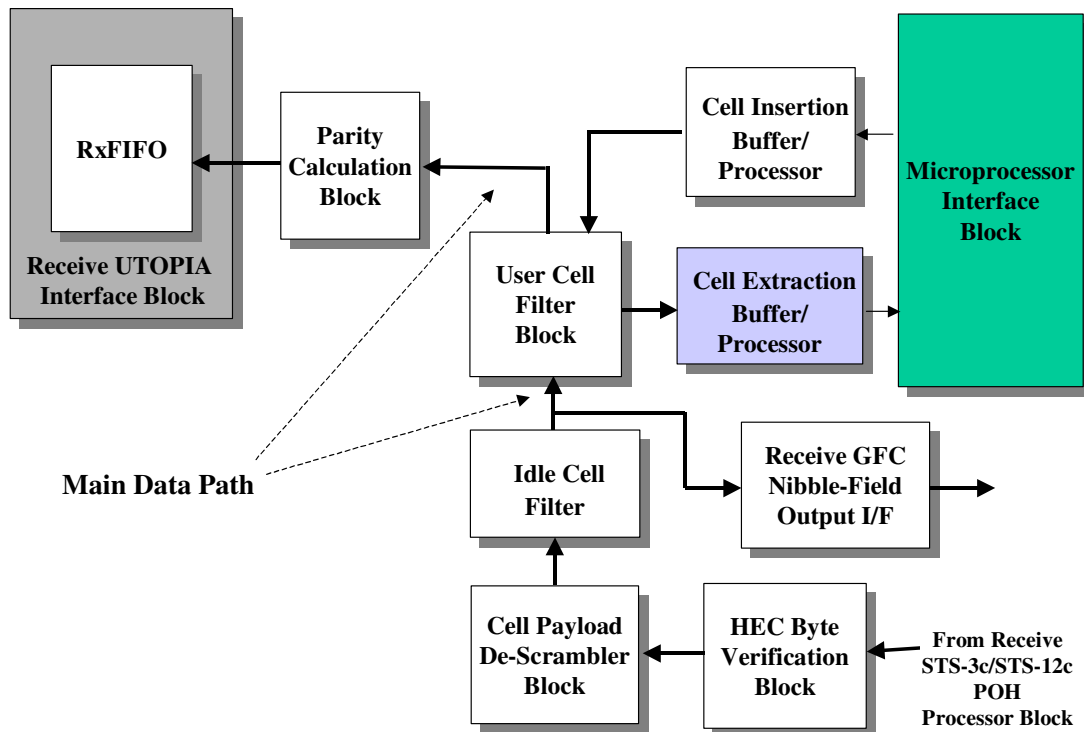 RxFIFO
Receive UTOPIA
Interface Block
Parity
Calculation
Block
Cell Insertion
Buffer/
Processor
Microprocessor
Interface
Block
User Cell
Filter
Block
Cell Extraction
Buffer/
Processor
Main Data Path
Idle Cell
Filter
Receive GFC
Nibble-Field
Output I/F
Cell Payload
De-Scrambler
Block
HEC Byte
Verification
Block
From Receive
STS-3c/STS-12c
POH
Processor Block